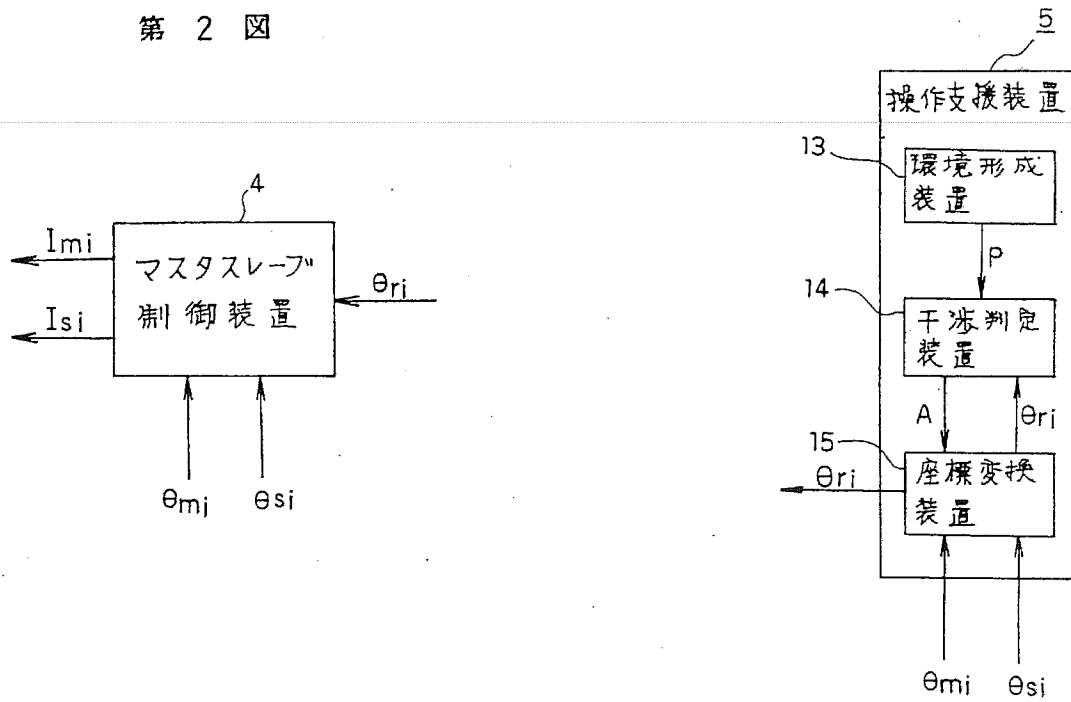 第 2 図
4
Imi
Isi
マスタスレーブ
制御装置
θri
θmi
θsi
5
操作支援装置
13
環境形成
装置
P
14
干渉判定
装置
A
θri
15
座標変換
装置
θri
θmi
θsi